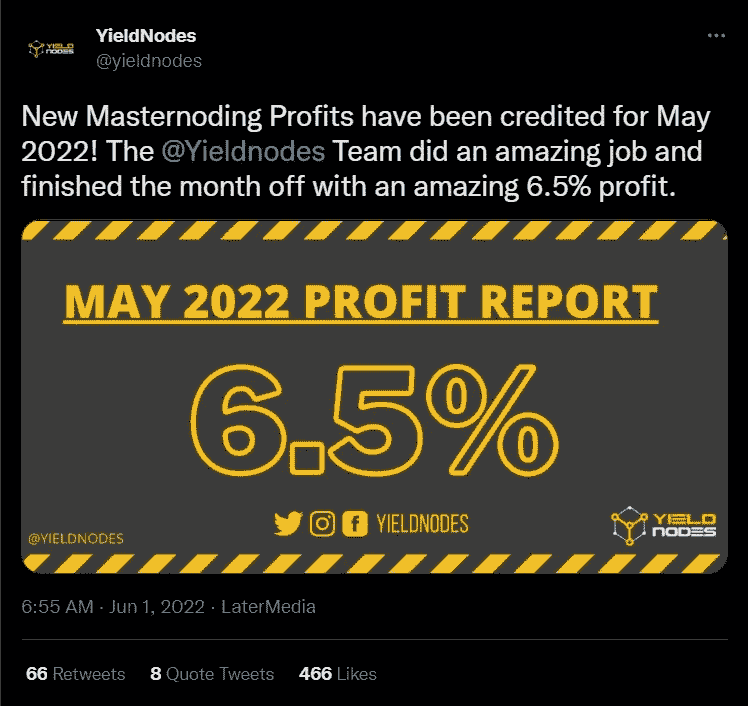 YieldNodes
@yieldnodes
YIELD
NODES
New Masternoding Profits have been credited for May
2022! The @Yieldnodes Team did an amazing job and
finished the month off with an amazing 6.5% profit.
MAY 2022 PROFIT REPORT
6.5%
@YIELDNODES
YIELDNODES
YIELD
NODES
6:55 AM · Jun 1, 2022 · LaterMedia
66 Retweets 8 Quote Tweets 466 Likes